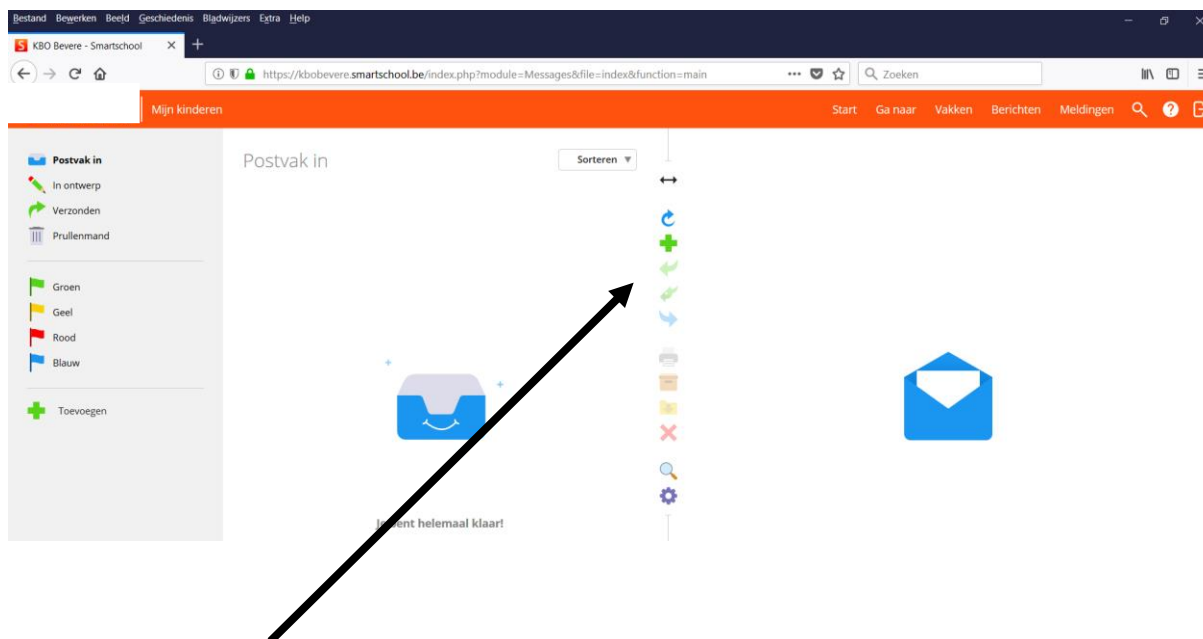 Bestand Bewerken Beeld Geschiedenis Bladwijzers Extra Help
KBO Bevere - Smartschool
https://kbobevere.smartschool.be/index.php?module=Messages&file=index&function=main
Zoeken
Mijn kinderen
Start Ga naar Vakken Berichten Meldingen
Postvak in
In ontwerp
Verzonden
Prullenmand
Groen
Geel
Rood
Blauw
Toevoegen
Postvak in
Sorteren
Je bent helemaal klaar!